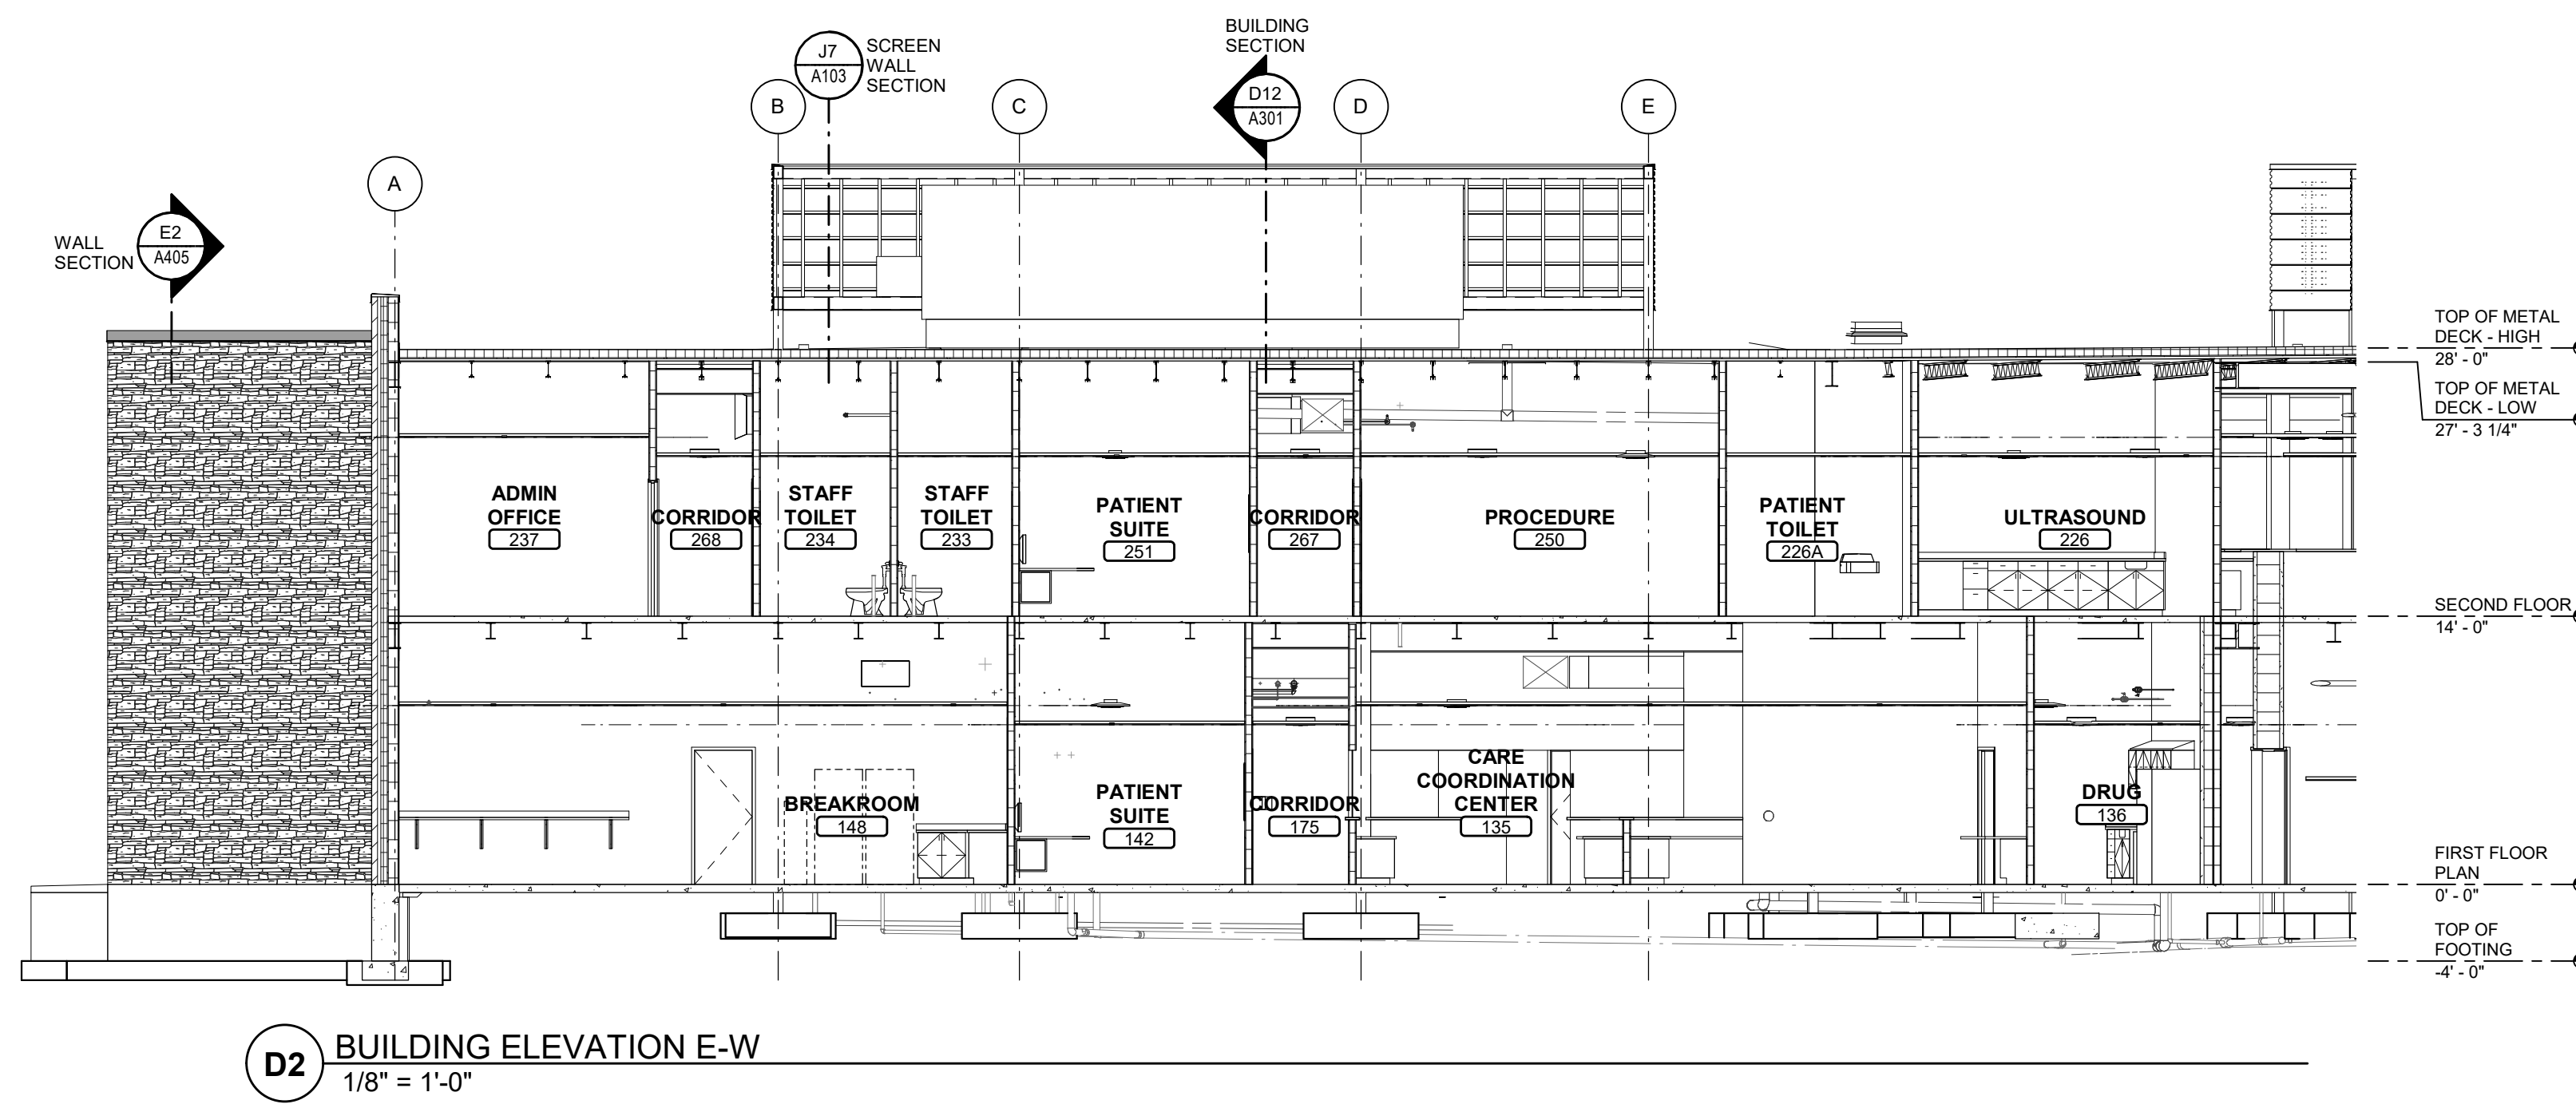 BUILDING
SECTION
J7
A103
SCREEN
WALL
SECTION
D12
A301
B
C
D
E
A
WALL
SECTION
E2
A405
TOP OF METAL
DECK - HIGH
28' - 0"
TOP OF METAL
DECK - LOW
27' - 3 1/4"
ADMIN
OFFICE
237
CORRIDOR
268
STAFF
TOILET
234
STAFF
TOILET
233
PATIENT
SUITE
251
CORRIDOR
267
PROCEDURE
250
PATIENT
TOILET
226A
ULTRASOUND
226
SECOND FLOOR
14' - 0"
BREAKROOM
148
PATIENT
SUITE
142
CORRIDOR
175
CARE
COORDINATION
CENTER
135
DRUG
136
FIRST FLOOR
PLAN
0' - 0"
TOP OF
FOOTING
-4' - 0"
D2
BUILDING ELEVATION E-W
1/8" = 1'-0"